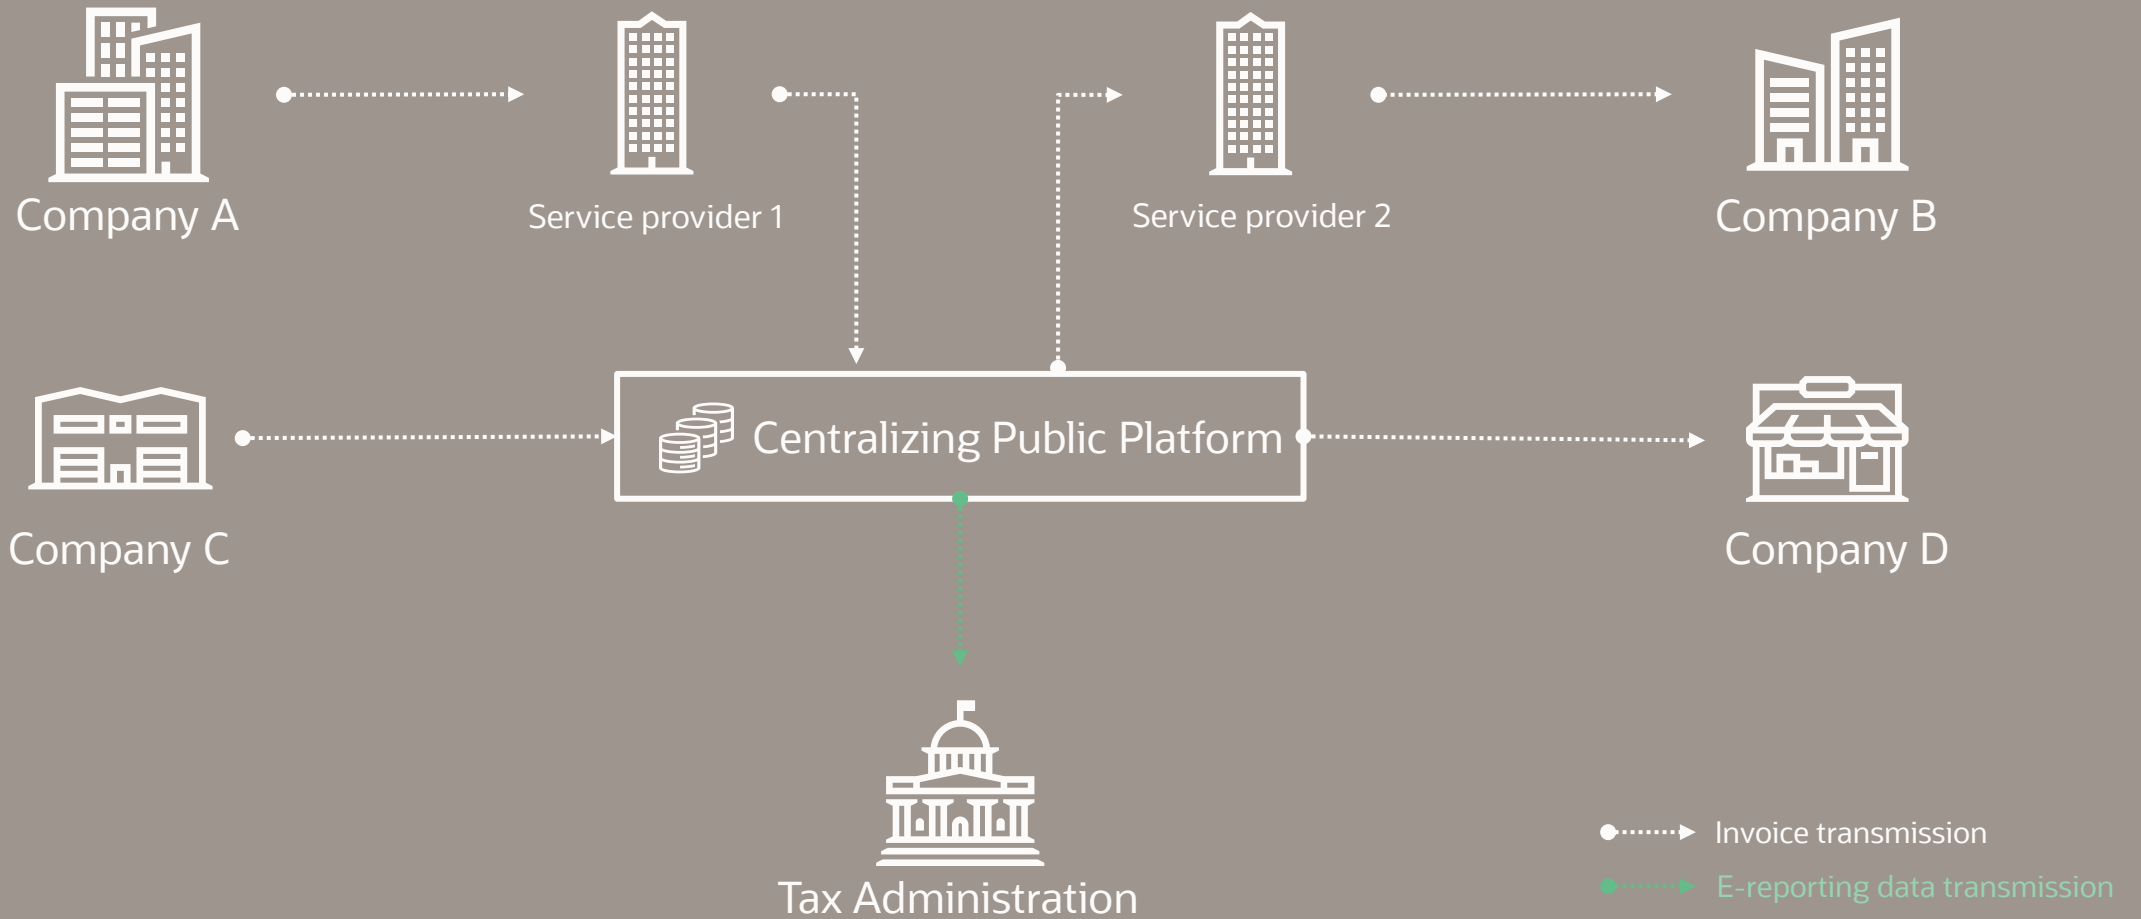 Company A
Service provider 1
Service provider 2
Company B
Centralizing Public Platform
Company C
Company D
Tax Administration
Invoice transmission
E-reporting data transmission